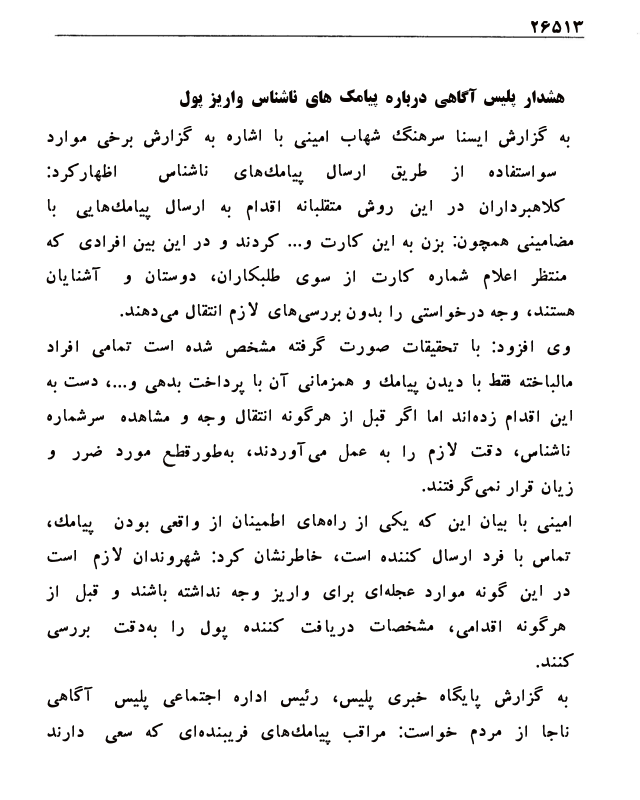 ۲۶۵۱۳
هشدار پلیس آگاهی درباره پیامک های ناشناس واریز پول
به گزارش ایسنا سرهنگ شهاب امینی با اشاره به گزارش برخی موارد
سواستفاده از طریق ارسال پیامك‌های ناشناس اظهارکرد:
کلاهبرداران در این روش متقلبانه اقدام به ارسال پیامك‌هایی با
مضامینی همچون: بزن به این کارت و... کردند و در این بین افرادی که
منتظر اعلام شماره کارت از سوی طلبکاران، دوستان و آشنایان
هستند، وجه درخواستی را بدون بررسی‌های لازم انتقال می‌دهند.
وی افزود: با تحقیقات صورت گرفته مشخص شده است تمامی افراد
مالباخته فقط با دیدن پیامك و همزمانی آن با پرداخت بدهی و...، دست به
این اقدام زده‌اند اما اگر قبل از هرگونه انتقال وجه و مشاهده سرشماره
ناشناس، دقت لازم را به عمل می‌آوردند، به‌طورقطع مورد ضرر و
زیان قرار نمی‌گرفتند.
امینی با بیان این که یکی از راه‌های اطمینان از واقعی بودن پیامك،
تماس با فرد ارسال کننده است، خاطرنشان کرد: شهروندان لازم است
در این گونه موارد عجله‌ای برای واریز وجه نداشته باشند و قبل از
هرگونه اقدامی، مشخصات دریافت کننده پول را به‌دقت بررسی
کنند.
به گزارش پایگاه خبری پلیس، رئیس اداره اجتماعی پلیس آگاهی
ناجا از مردم خواست: مراقب پیامك‌های فریبنده‌ای که سعی دارند